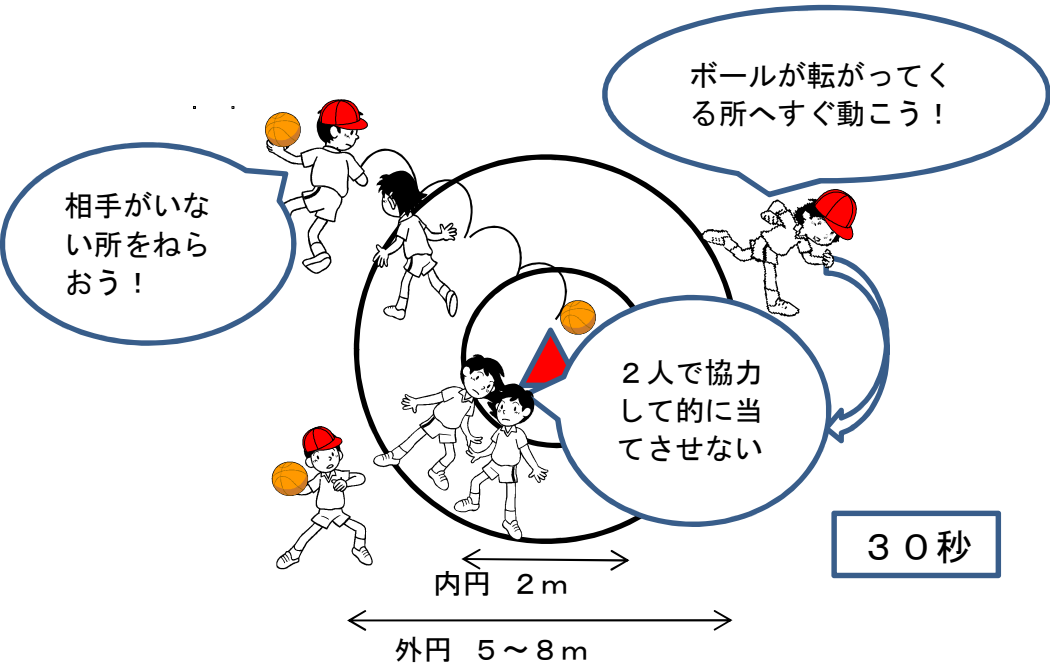 ボールが転がってく
る所へすぐ動こう！
相手がいな
い所をねら
おう！
２人で協力
して的に当
てさせない
３０秒
内円　２ｍ
外円　５～８ｍ